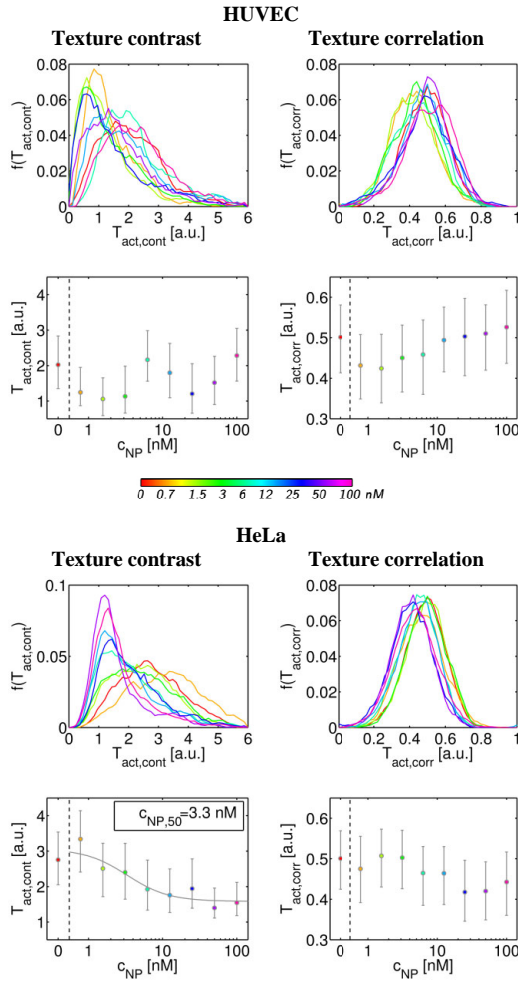 HUVEC
Texture contrast Texture correlation
0.08
0.06
0.04
0.02
0
f(T_act,cont)
0 1 2 3 4 5 6
T_act,cont [a.u.]
0.08
0.06
0.04
0.02
0
f(T_act,corr)
0 0.2 0.4 0.6 0.8 1
T_act,corr [a.u.]
4
3
2
1
T_act,cont [a.u.]
0 1 10 100
c_NP [nM]
0.6
0.5
0.4
0.3
T_act,corr [a.u.]
0 1 10 100
c_NP [nM]
0 0.7 1.5 3 6 12 25 50 100 nM
HeLa
Texture contrast Texture correlation
0.1
0.05
0
f(T_act,cont)
0 1 2 3 4 5 6
T_act,cont [a.u.]
0.08
0.06
0.04
0.02
0
f(T_act,corr)
0 0.2 0.4 0.6 0.8 1
T_act,corr [a.u.]
4
3
2
1
T_act,cont [a.u.]
c_NP,50=3.3 nM
0 1 10 100
c_NP [nM]
0.6
0.5
0.4
0.3
T_act,corr [a.u.]
0 1 10 100
c_NP [nM]